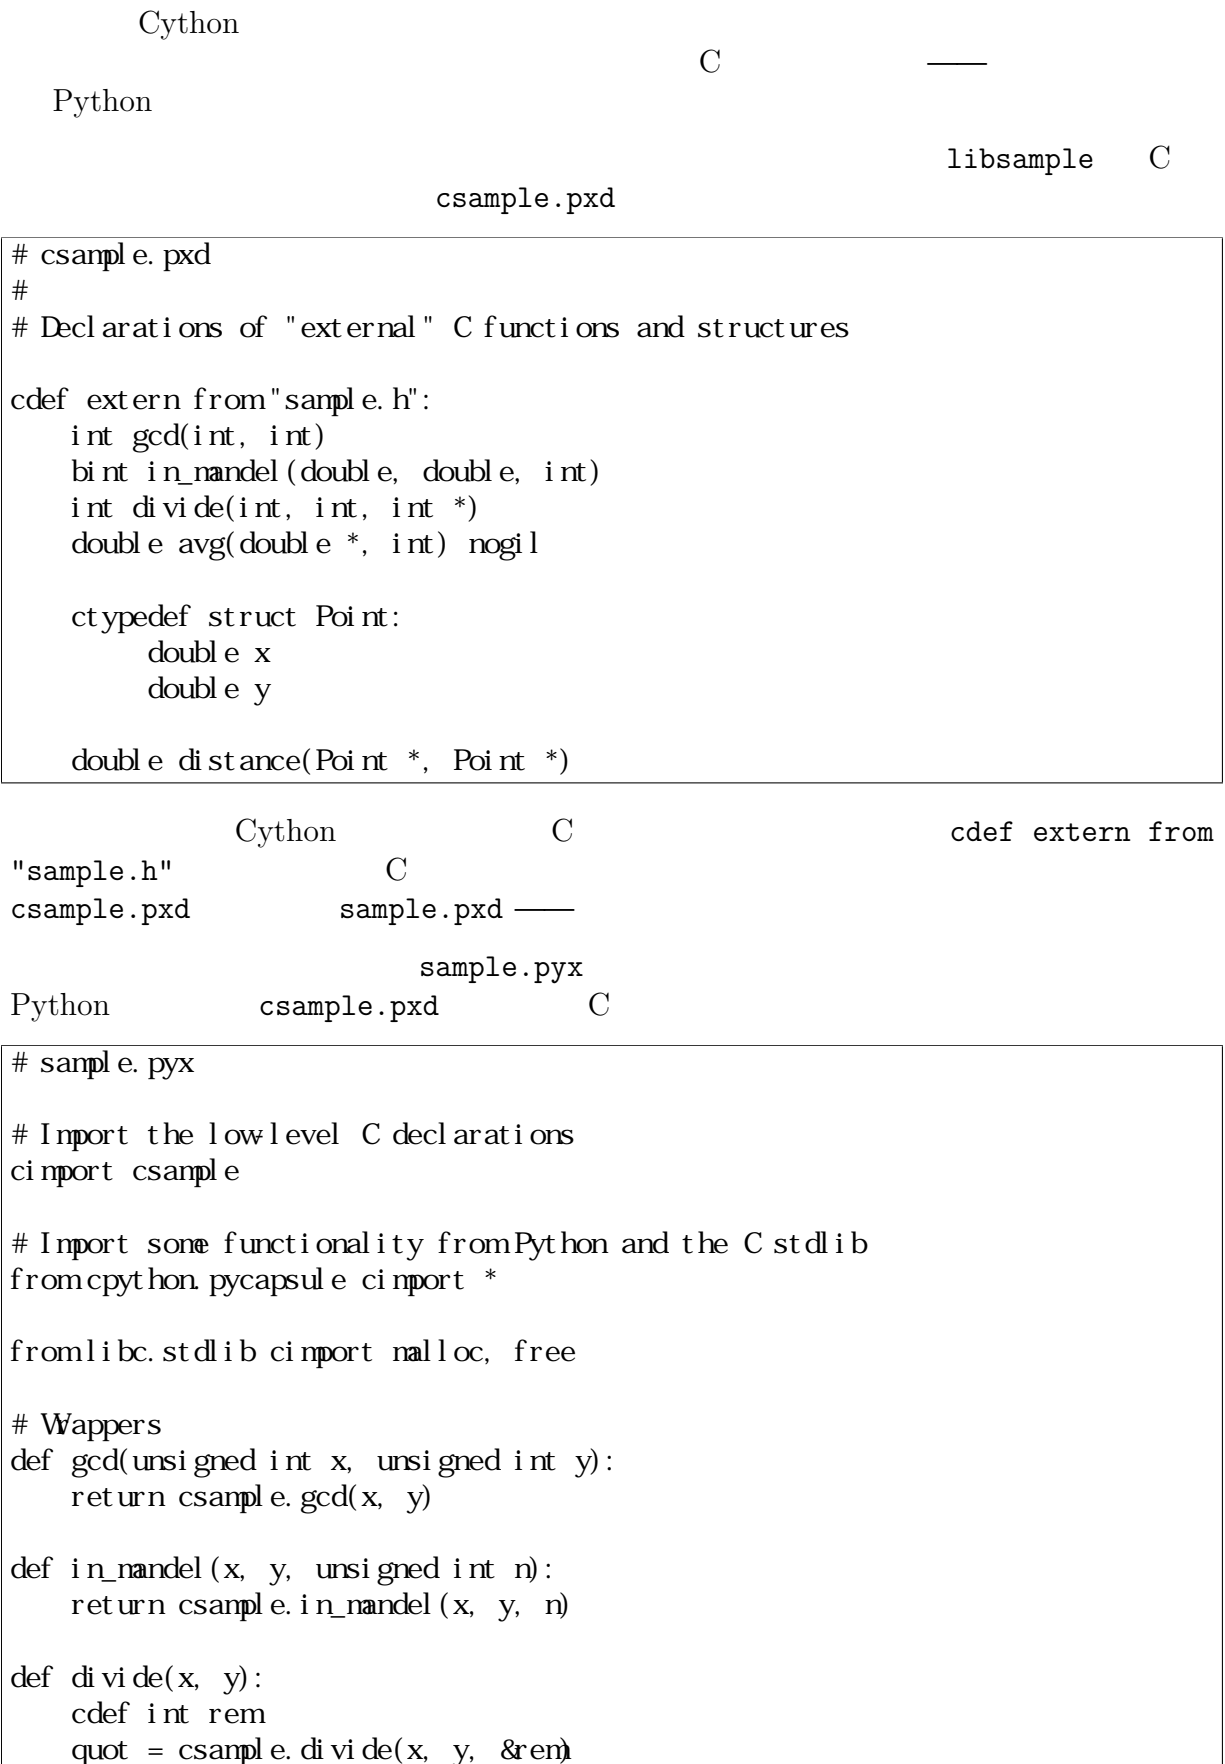 Cython
C ——
Python
libsample C
csample.pxd
# csample.pxd
#
# Declarations of "external" C functions and structures
cdef extern from "sample.h":
    int gcd(int, int)
    bint in_mandel(double, double, int)
    int divide(int, int, int *)
    double avg(double *, int) nogil
    ctypedef struct Point:
         double x
         double y
    double distance(Point *, Point *)
Cython C cdef extern from
"sample.h" C
csample.pxd sample.pxd ——
sample.pyx
Python csample.pxd C
# sample.pyx
# Import the low-level C declarations
cimport csample
# Import some functionality from Python and the C stdlib
from cpython.pycapsule cimport *
from libc.stdlib cimport malloc, free
# Wrappers
def gcd(unsigned int x, unsigned int y):
    return csample.gcd(x, y)
def in_mandel(x, y, unsigned int n):
    return csample.in_mandel(x, y, n)
def divide(x, y):
    cdef int rem
    quot = csample.divide(x, y, &rem)